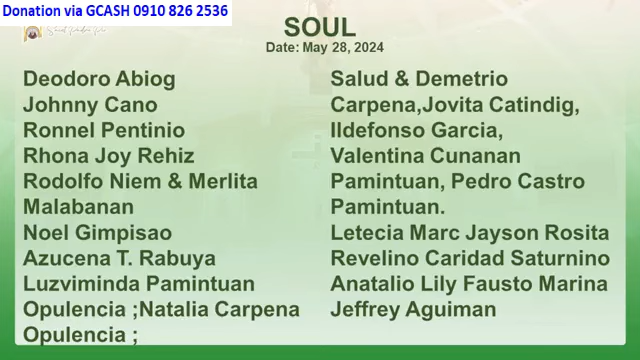 Donation via GCASH 0910 826 2536
SOUL
Date: May 28, 2024
Deodoro Abiog
Johnny Cano
Ronnel Pentinio
Rhona Joy Rehiz
Rodolfo Niem & Merlita
Malabanan
Noel Gimpisao
Azucena T. Rabuya
Luzviminda Pamintuan
Opulencia ;Natalia Carpena
Opulencia ;
Salud & Demetrio
Carpena,Jovita Catindig,
Ildefonso Garcia,
Valentina Cunanan
Pamintuan, Pedro Castro
Pamintuan.
Letecia Marc Jayson Rosita
Revelino Caridad Saturnino
Anatalio Lily Fausto Marina
Jeffrey Aguiman